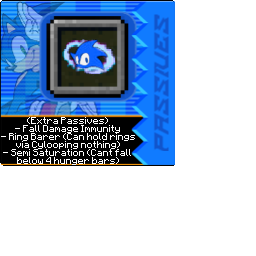 PASSIVES
(Extra Passives)
- Fall Damage Immunity
- Ring Barer (Can hold rings
via Cylooping nothing)
- Semi Saturation (Cant fall
below 4 hunger bars)